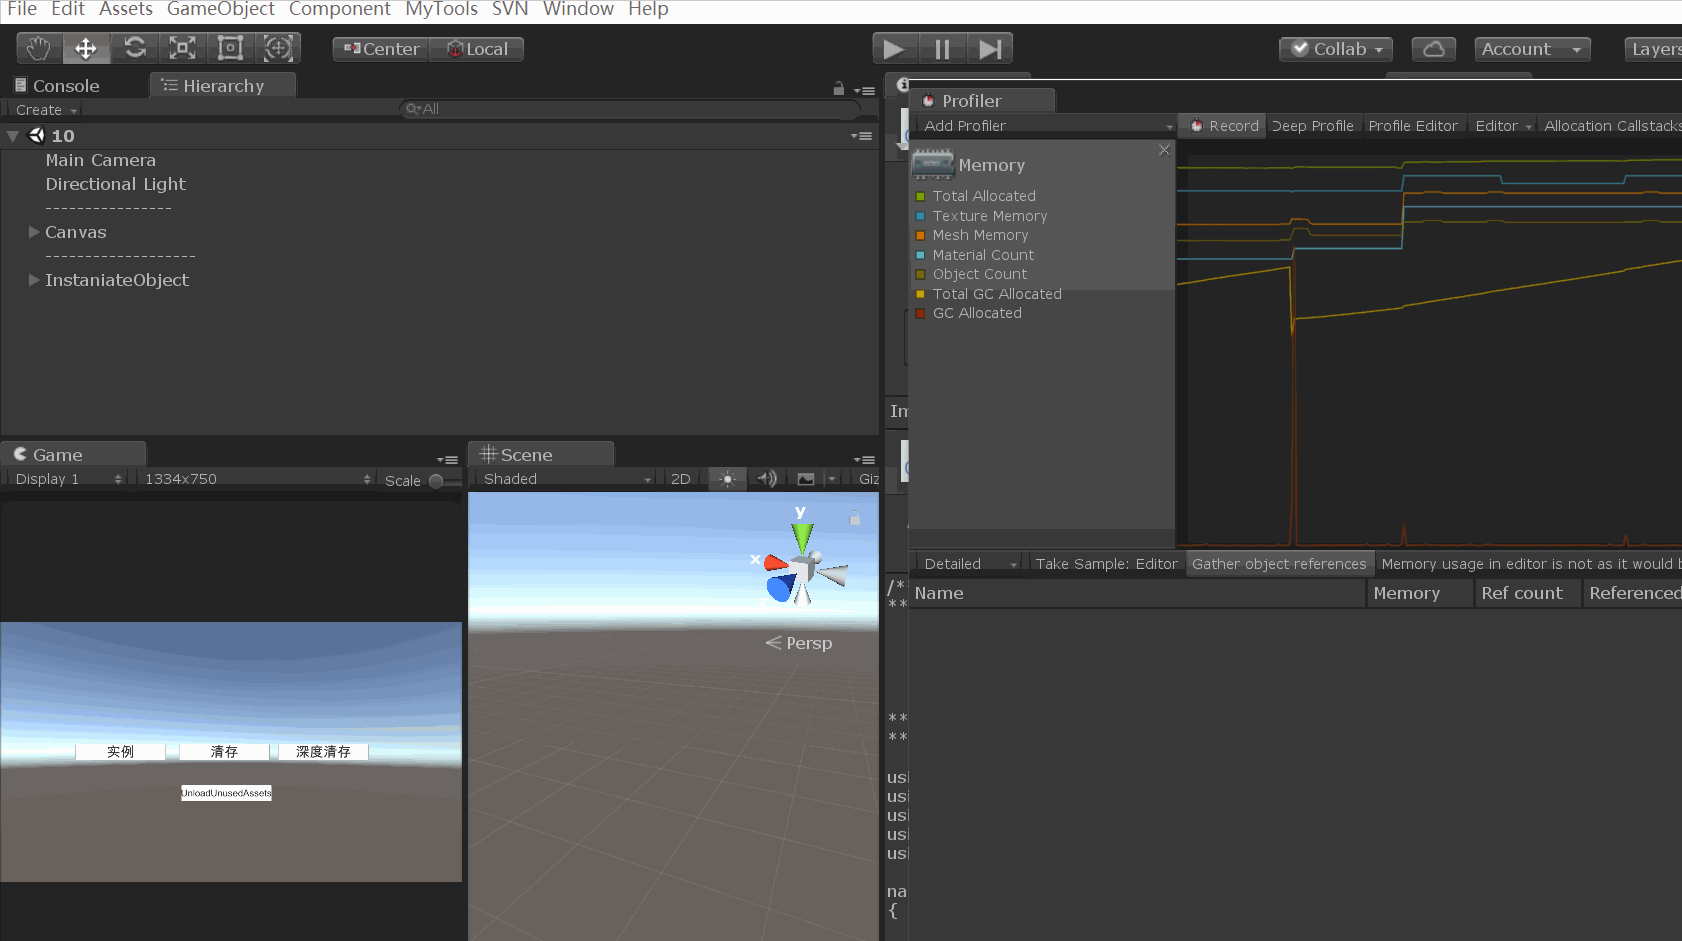 File Edit Assets GameObject Component MyTools SVN Window Help
Center Local
Collab Account Layers
Console Hierarchy
Create All
10
Main Camera
Directional Light
----------------
Canvas
-------------------
InstaniateObject
Profiler
Add Profiler Record Deep Profile Profile Editor Editor Allocation Callstacks
Memory
Total Allocated
Texture Memory
Mesh Memory
Material Count
Object Count
Total GC Allocated
GC Allocated
Im
Game
Display 1 1334x750 Scale
Scene
Shaded 2D Giz
y
x
Persp
实例 清存 深度清存
UnloadUnusedAssets
Detailed Take Sample: Editor Gather object references Memory usage in editor is not as it would b
Name Memory Ref count Referenced
/*
**
**
**
usi
usi
usi
usi
usi
na
{